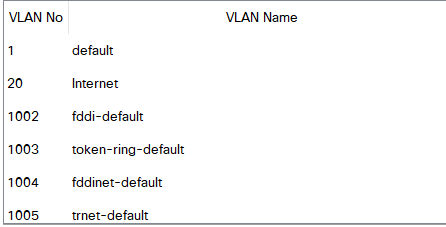 VLAN No VLAN Name
1 default
20 Internet
1002 fddi-default
1003 token-ring-default
1004 fddinet-default
1005 trnet-default